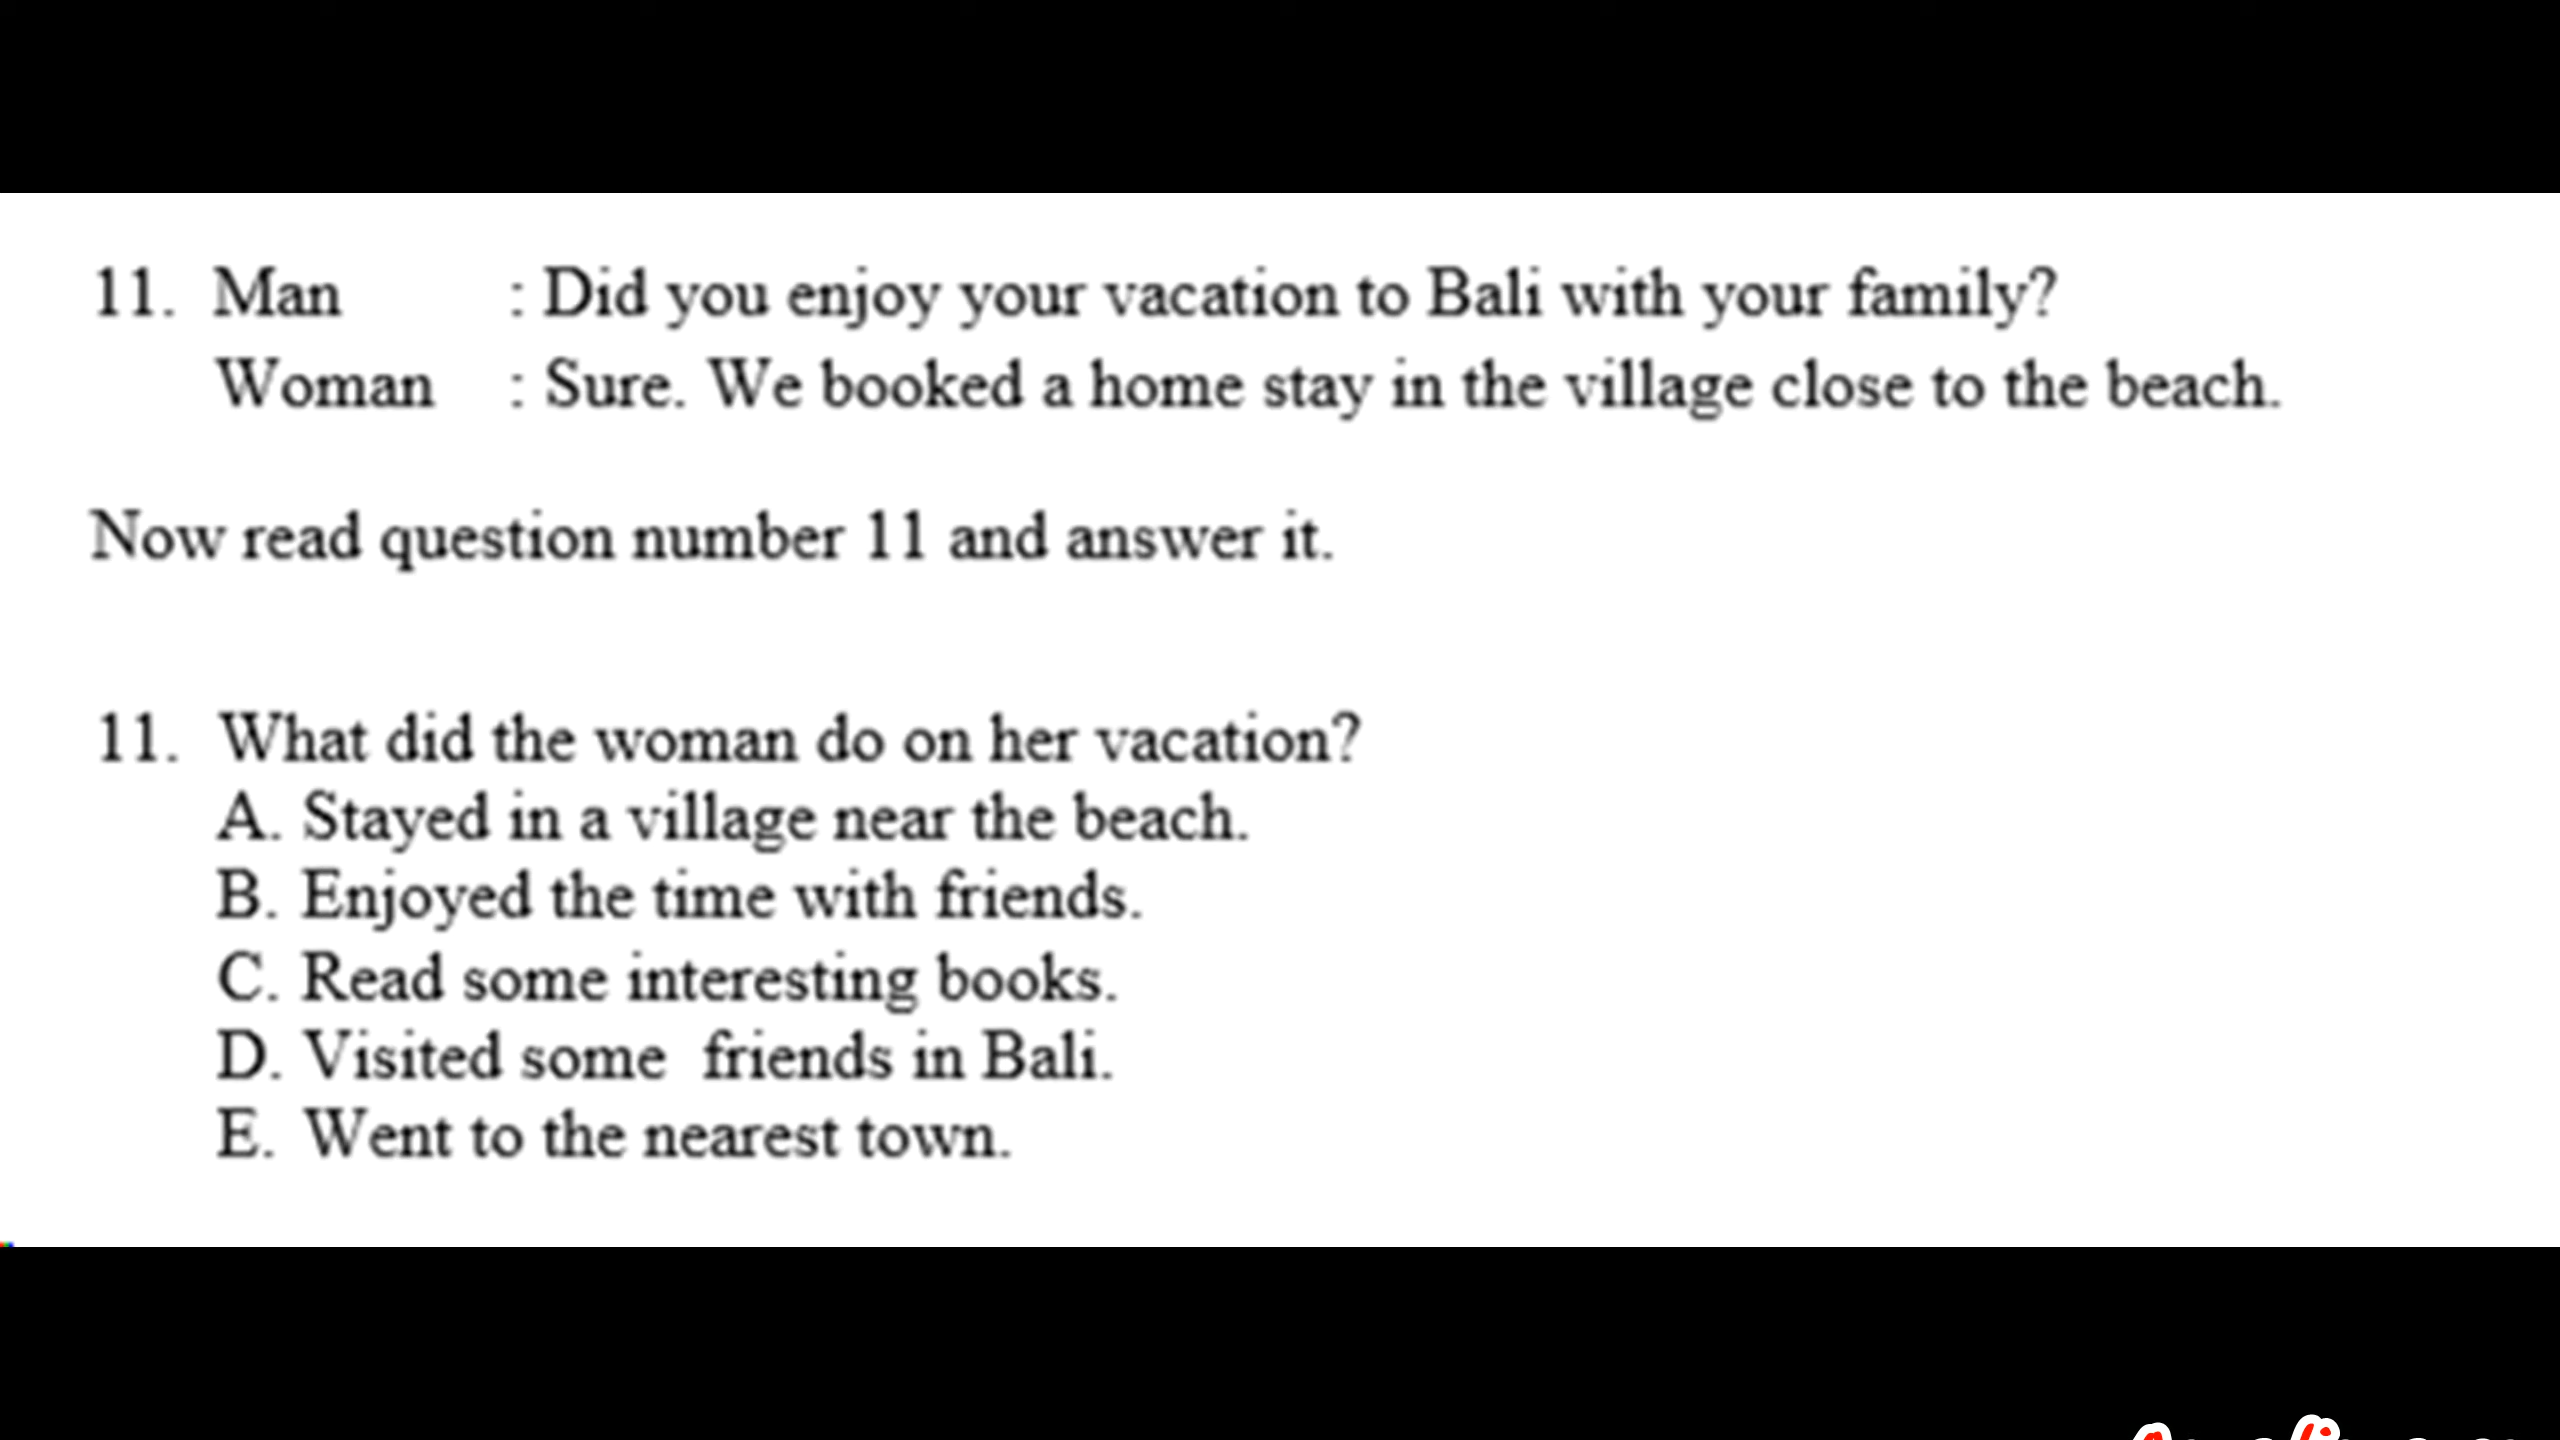 11. Man : Did you enjoy your vacation to Bali with your family?
Woman : Sure. We booked a home stay in the village close to the beach.
Now read question number 11 and answer it.
11. What did the woman do on her vacation?
A. Stayed in a village near the beach.
B. Enjoyed the time with friends.
C. Read some interesting books.
D. Visited some friends in Bali.
E. Went to the nearest town.